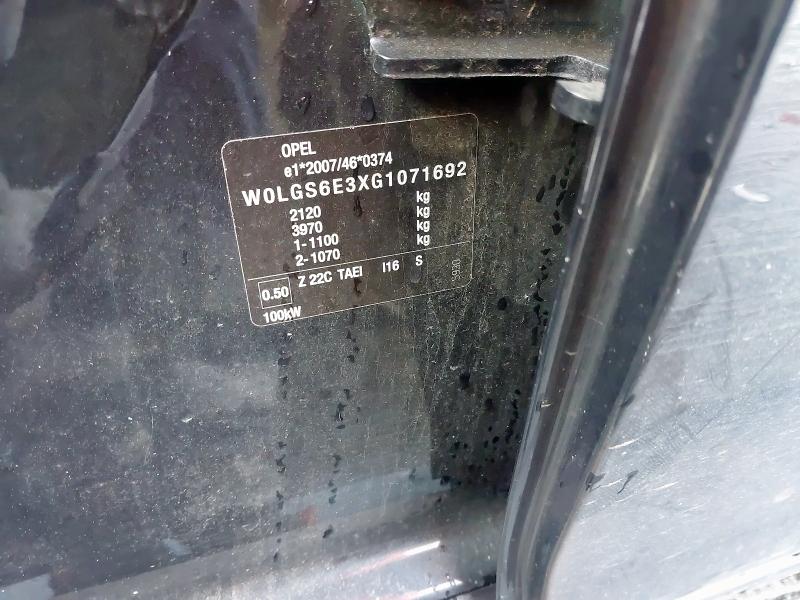 OPEL
e1*2007/46*0374
W0LGS6E3XG1071692
2120 kg
3970 kg
1-1100 kg
2-1070 kg
0.50 Z 22C TAEI I16 S
100kW